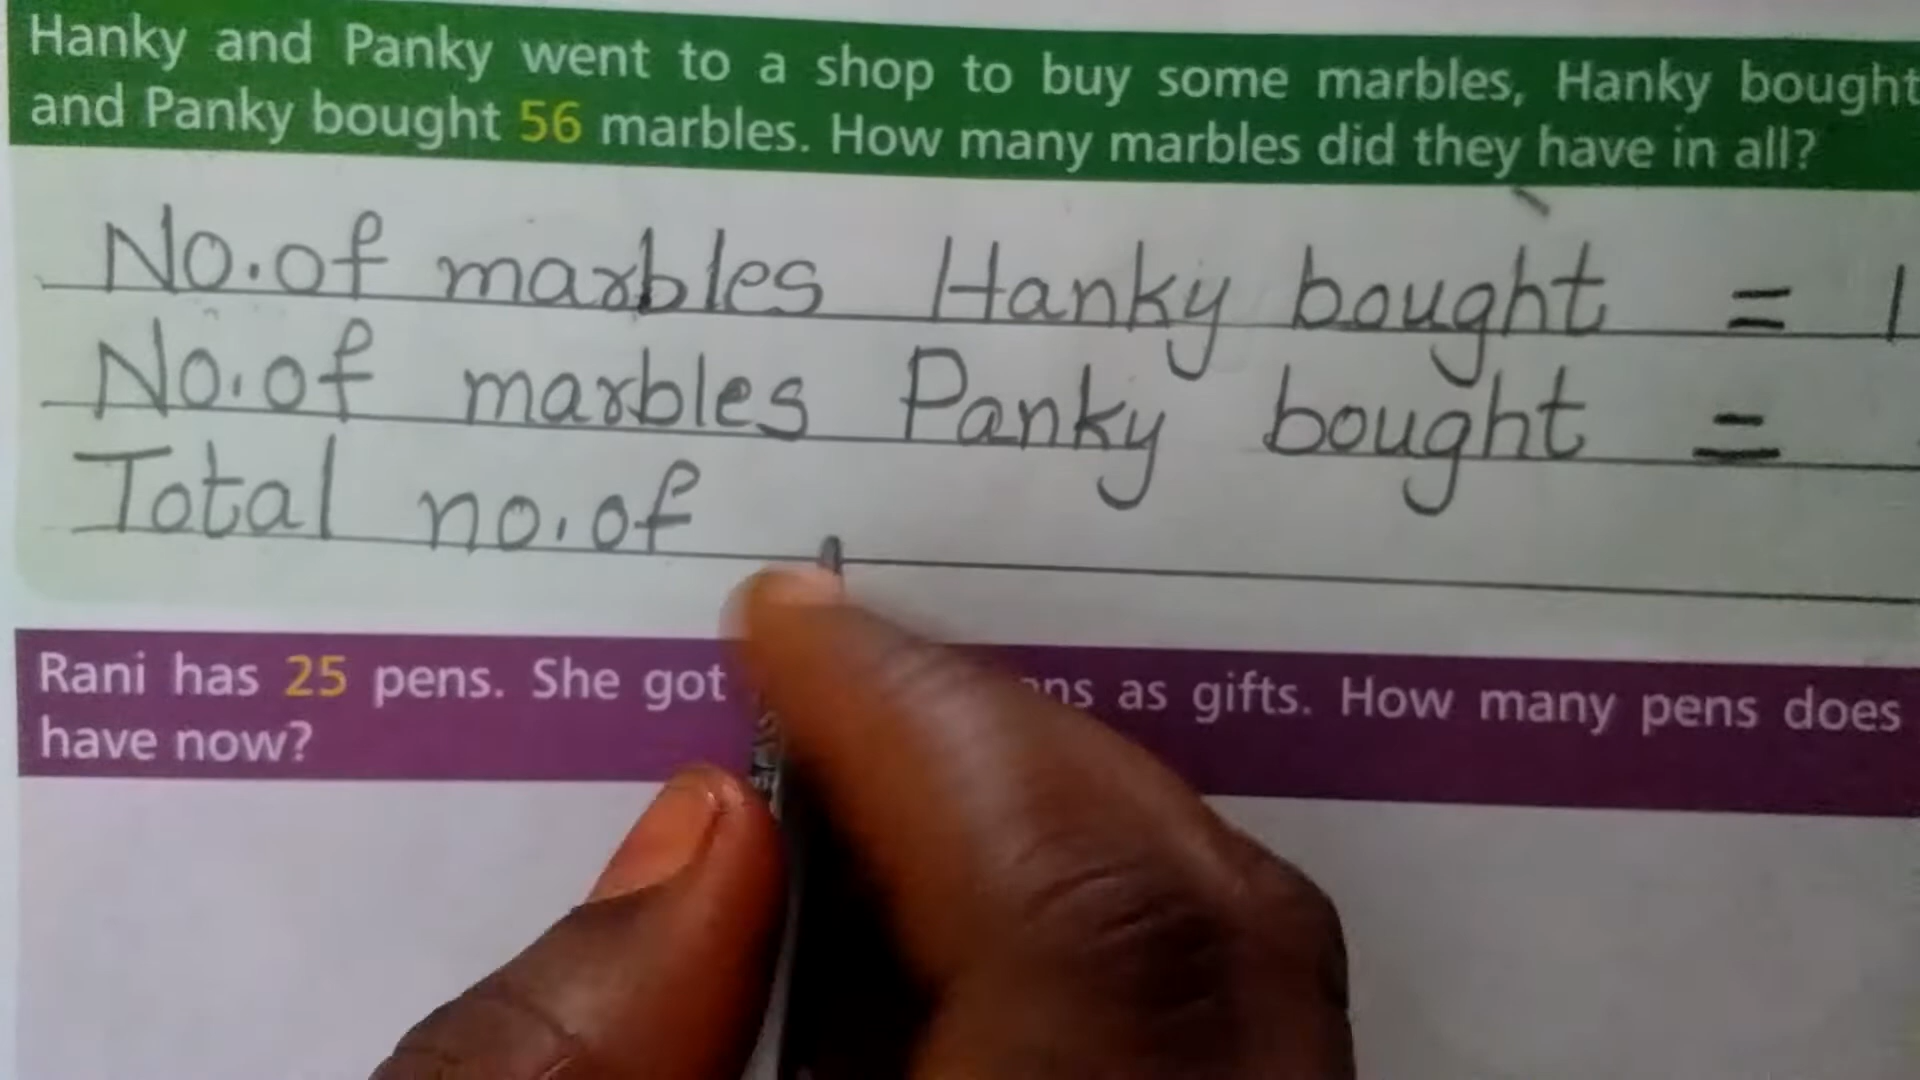 Hanky and Panky went to a shop to buy some marbles, Hanky bought
and Panky bought 56 marbles. How many marbles did they have in all?
No. of marbles Hanky bought = 1
No. of marbles Panky bought =
Total no. of
Rani has 25 pens. She got as gifts. How many pens does
have now?